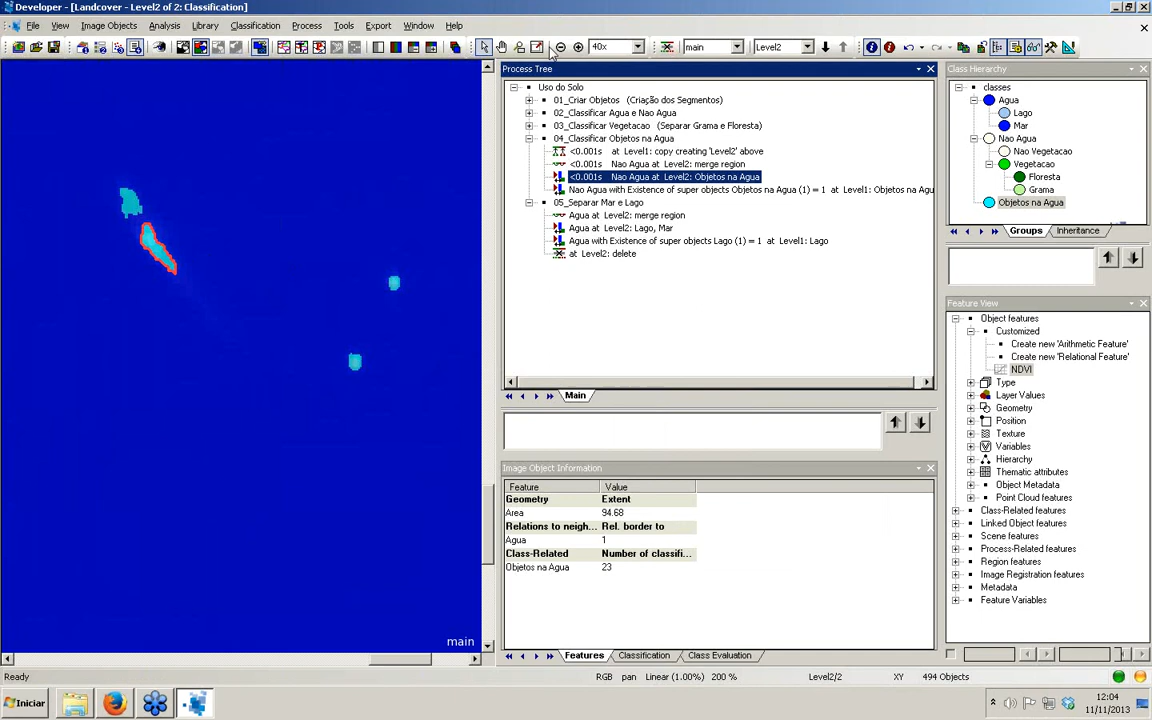 Developer - [Landcover - Level2 of 2: Classification]
File View Image Objects Analysis Library Classification Process Tools Export Window Help
40x main Level2
Process Tree
Uso do Solo
01_Criar Objetos (Criação dos Segmentos)
02_Classificar Agua e Nao Agua
03_Classificar Vegetacao (Separar Grama e Floresta)
04_Classificar Objetos na Agua
<0.001s at Level1: copy creating 'Level2' above
<0.001s Nao Agua at Level2: merge region
<0.001s Nao Agua at Level2: Objetos na Agua
Nao Agua with Existence of super objects Objetos na Agua (1) = 1 at Level1: Objetos na Agu
05_Separar Mar e Lago
Agua at Level2: merge region
Agua at Level2: Lago, Mar
Agua with Existence of super objects Lago (1) = 1 at Level1: Lago
at Level2: delete
Main
Class Hierarchy
classes
Agua
Lago
Mar
Nao Agua
Nao Vegetacao
Vegetacao
Floresta
Grama
Objetos na Agua
Groups Inheritance
Feature View
Object features
Customized
Create new 'Arithmetic Feature'
Create new 'Relational Feature'
NDVI
Type
Layer Values
Geometry
Position
Texture
Variables
Hierarchy
Thematic attributes
Object Metadata
Point Cloud features
Class-Related features
Linked Object features
Scene features
Process-Related features
Region features
Image Registration features
Metadata
Feature Variables
Image Object Information
Feature Value
Geometry Extent
Area 94.68
Relations to neigh... Rel. border to
Agua 1
Class-Related Number of classifi...
Objetos na Agua 23
Features Classification Class Evaluation
main
Ready RGB pan Linear (1.00%) 200 % Level2/2 XY 494 Objects
Iniciar
12:04
11/11/2013